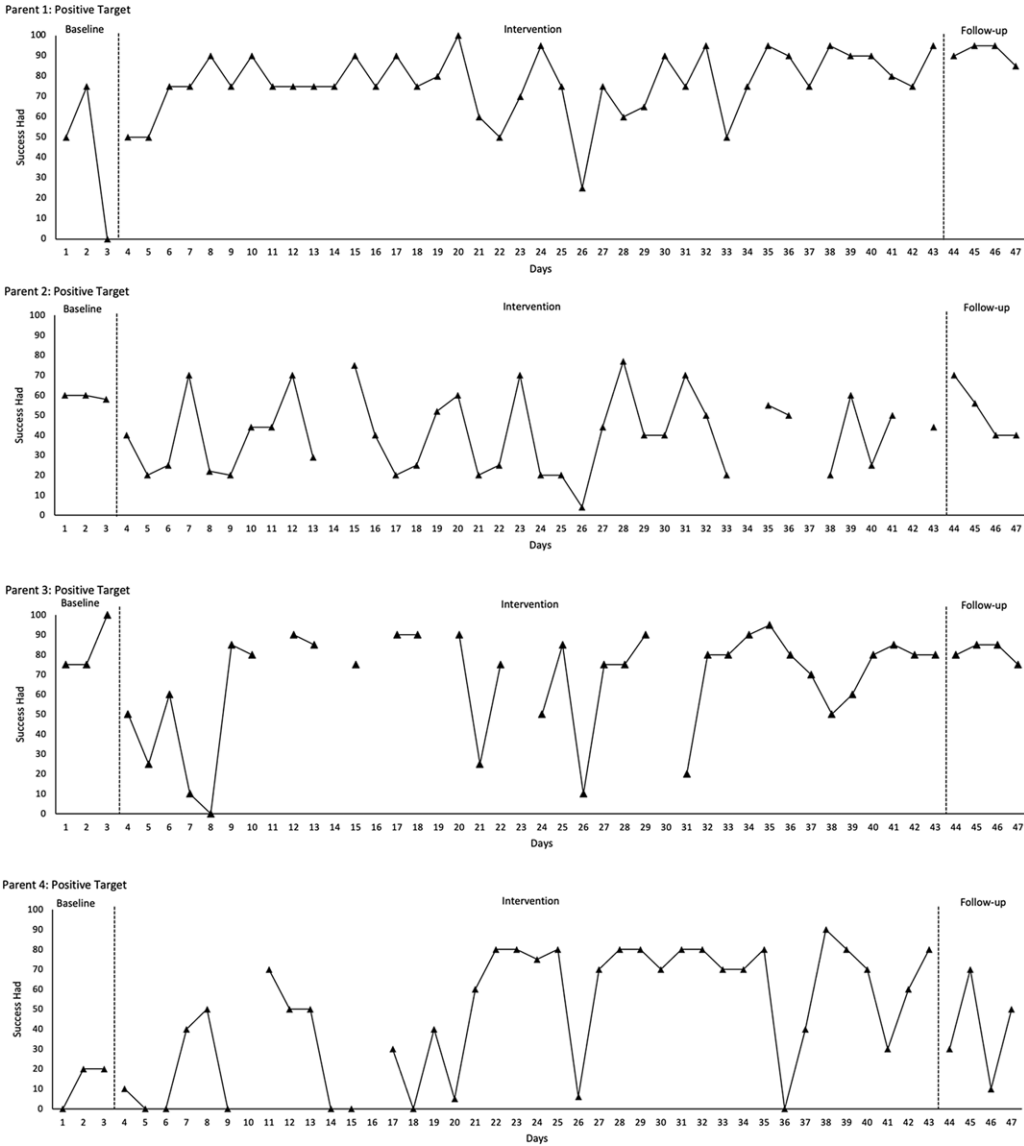 Parent 1: Positive Target
Baseline Intervention Follow-up
100
90
80
70
60
50
40
30
20
10
0
Success Had
1 2 3 4 5 6 7 8 9 10 11 12 13 14 15 16 17 18 19 20 21 22 23 24 25 26 27 28 29 30 31 32 33 34 35 36 37 38 39 40 41 42 43 44 45 46 47
Days
Parent 2: Positive Target
Baseline Intervention Follow-up
100
90
80
70
60
50
40
30
20
10
0
Success Had
1 2 3 4 5 6 7 8 9 10 11 12 13 14 15 16 17 18 19 20 21 22 23 24 25 26 27 28 29 30 31 32 33 34 35 36 37 38 39 40 41 42 43 44 45 46 47
Days
Parent 3: Positive Target
Baseline Intervention Follow-up
100
90
80
70
60
50
40
30
20
10
0
Success Had
1 2 3 4 5 6 7 8 9 10 11 12 13 14 15 16 17 18 19 20 21 22 23 24 25 26 27 28 29 30 31 32 33 34 35 36 37 38 39 40 41 42 43 44 45 46 47
Days
Parent 4: Positive Target
Baseline Intervention Follow-up
100
90
80
70
60
50
40
30
20
10
0
Success Had
1 2 3 4 5 6 7 8 9 10 11 12 13 14 15 16 17 18 19 20 21 22 23 24 25 26 27 28 29 30 31 32 33 34 35 36 37 38 39 40 41 42 43 44 45 46 47
Days